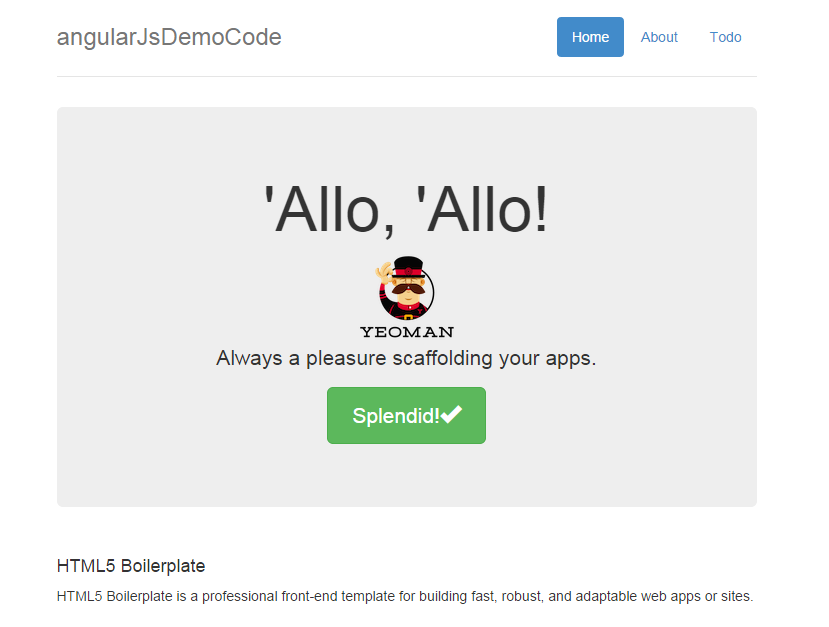 angularJsDemoCode
Home About Todo
'Allo, 'Allo!
YEOMAN
Always a pleasure scaffolding your apps.
Splendid!
HTML5 Boilerplate
HTML5 Boilerplate is a professional front-end template for building fast, robust, and adaptable web apps or sites.